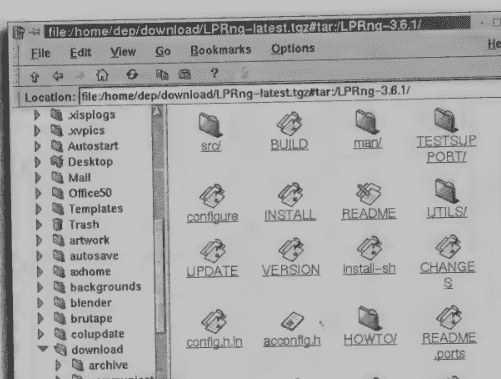 file:/home/dep/download/LPRng-latest.tgz#tar:/LPRng-3.6.1/
File Edit View Go Bookmarks Options He
?
Location: file:/home/dep/download/LPRng-latest.tgz#tar:/LPRng-3.6.1/
.xisplogs
.xvpics
Autostart
Desktop
Mail
Office50
Templates
Trash
artwork
autosave
axhome
backgrounds
blender
brutape
colupdate
download
archive
src/ BUILD man/ TESTSUP
PORT/
configure INSTALL README UTILS/
UPDATE VERSION install-sh CHANGE
S
config.h.in acconfig.h HOWTO/ README
.ports